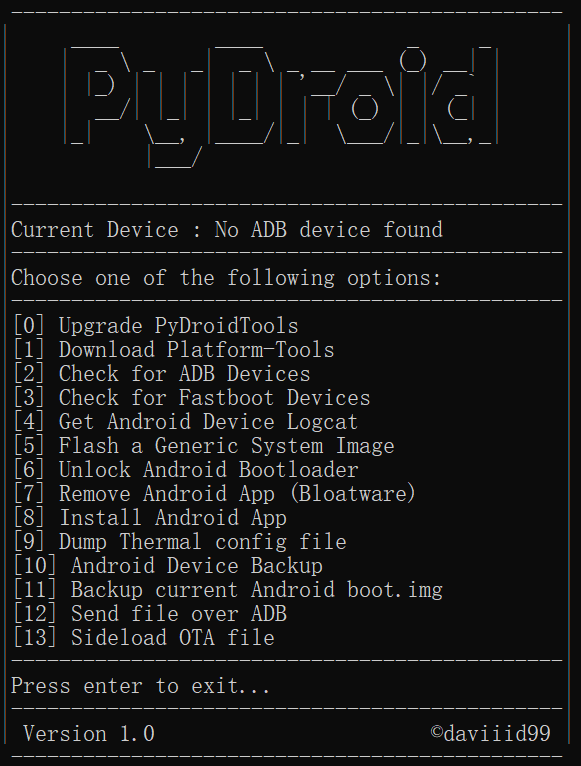 PyDroid
Current Device : No ADB device found
Choose one of the following options:
[0] Upgrade PyDroidTools
[1] Download Platform-Tools
[2] Check for ADB Devices
[3] Check for Fastboot Devices
[4] Get Android Device Logcat
[5] Flash a Generic System Image
[6] Unlock Android Bootloader
[7] Remove Android App (Bloatware)
[8] Install Android App
[9] Dump Thermal config file
[10] Android Device Backup
[11] Backup current Android boot.img
[12] Send file over ADB
[13] Sideload OTA file
Press enter to exit...
Version 1.0 ©daviiid99